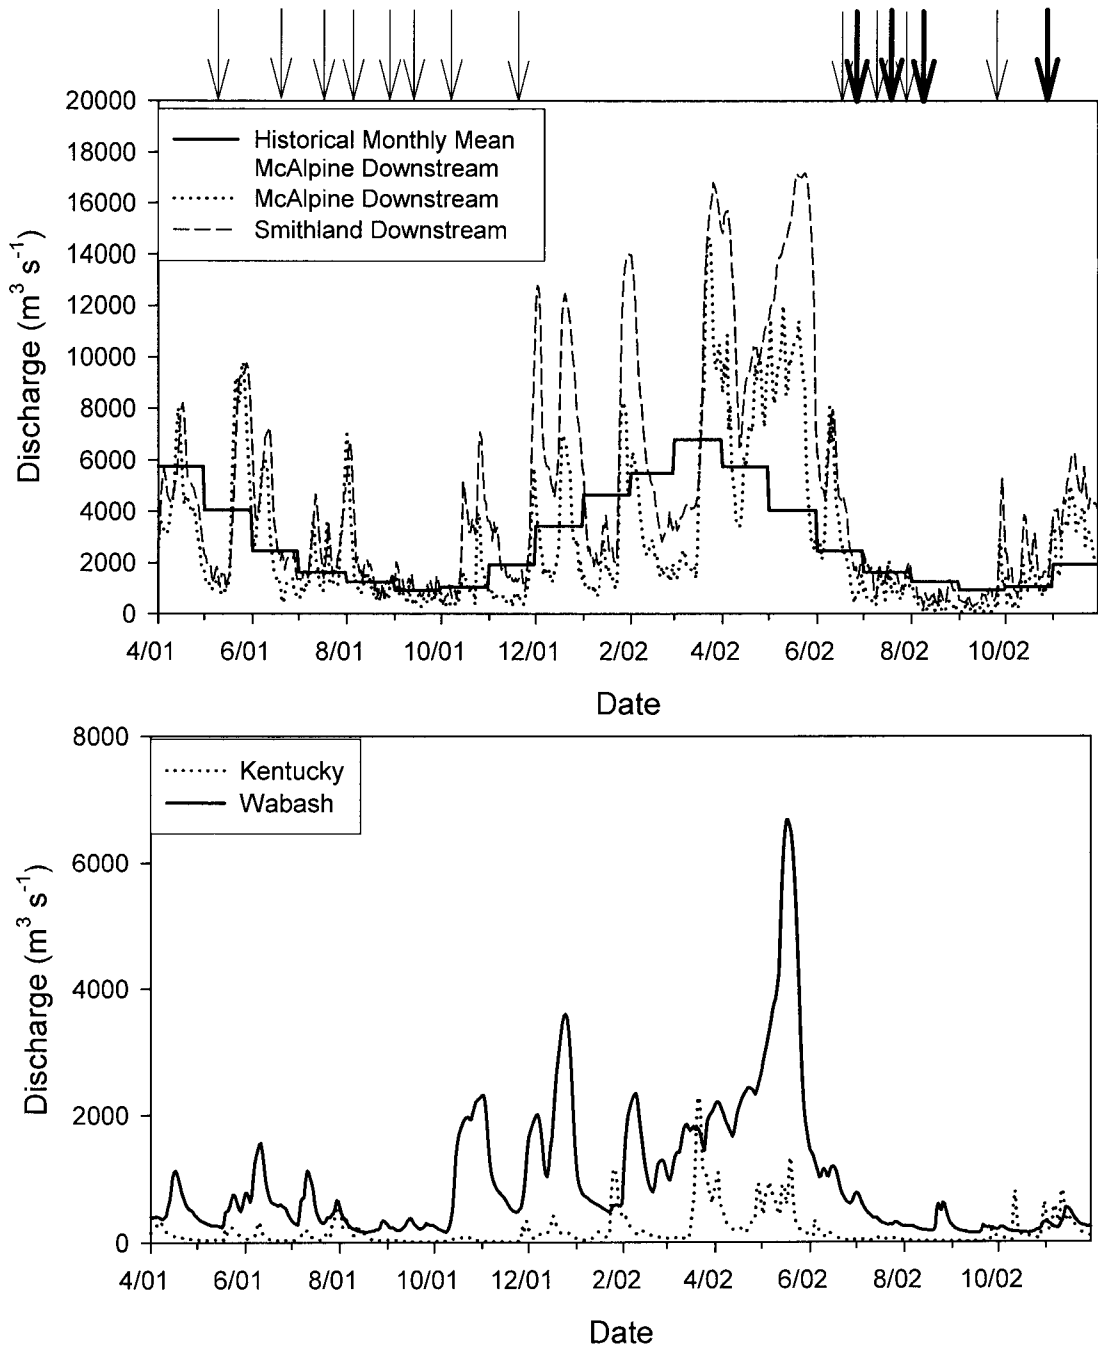 20000
18000
16000
14000
12000
10000
8000
6000
4000
2000
0
Discharge (m³ s⁻¹)
Historical Monthly Mean
McAlpine Downstream
McAlpine Downstream
Smithland Downstream
4/01 6/01 8/01 10/01 12/01 2/02 4/02 6/02 8/02 10/02
Date
8000
6000
4000
2000
0
Discharge (m³ s⁻¹)
Kentucky
Wabash
4/01 6/01 8/01 10/01 12/01 2/02 4/02 6/02 8/02 10/02
Date